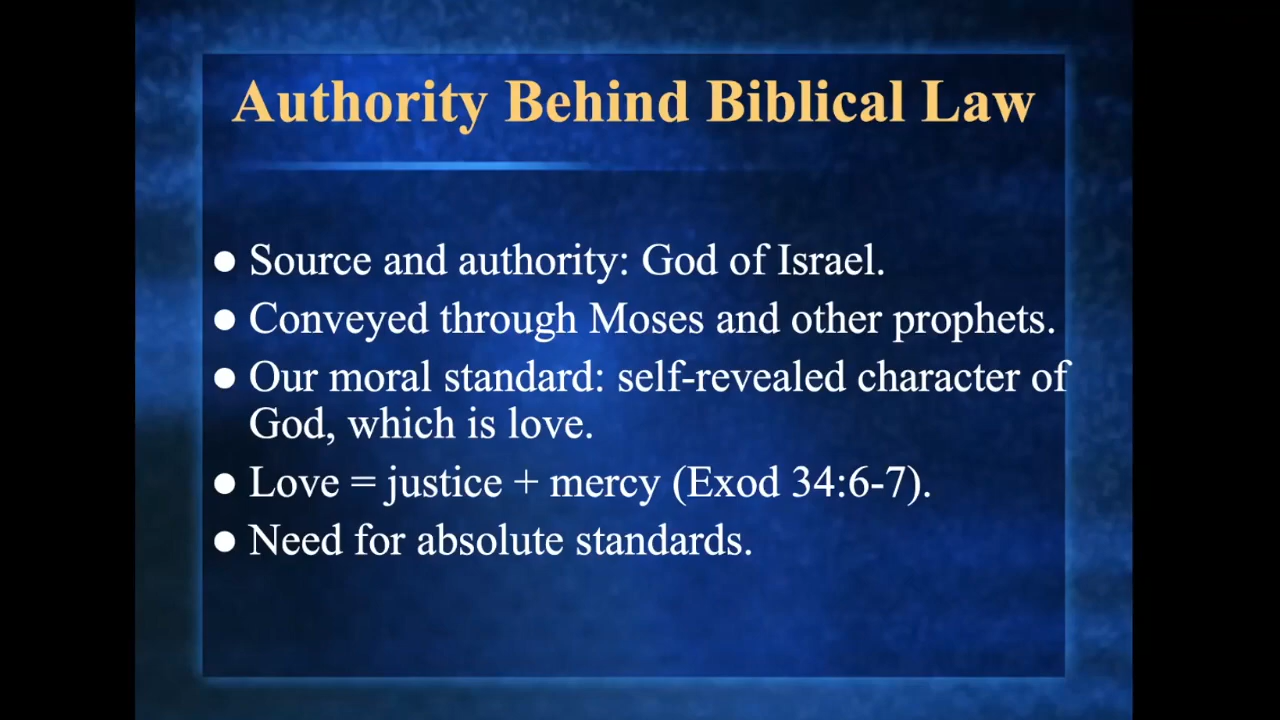 Authority Behind Biblical Law
● Source and authority: God of Israel.
● Conveyed through Moses and other prophets.
● Our moral standard: self-revealed character of
God, which is love.
● Love = justice + mercy (Exod 34:6-7).
● Need for absolute standards.